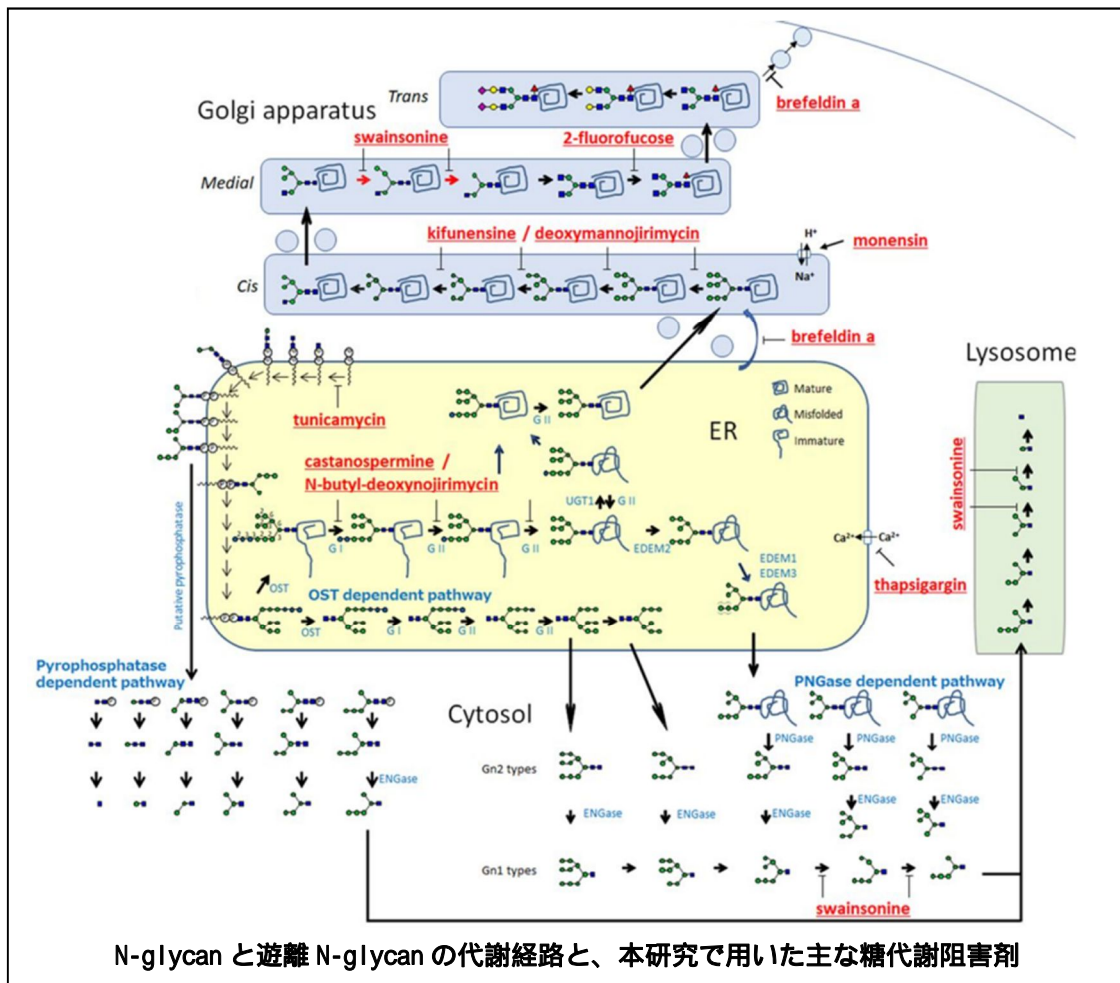 Trans
Golgi apparatus
brefeldin a
swainsonine
2-fluorofucose
Medial
kifunensine / deoxymannojirimycin
H⁺
monensin
Na⁺
Cis
brefeldin a
Lysosome
tunicamycin
Mature
Misfolded
Immature
ER
G II
castanospermine /
N-butyl-deoxynojirimycin
swainsonine
UGT1
G II
Putative pyrophosphatase
G I
G II
G II
EDEM2
Ca²⁺
Ca²⁺
EDEM1
EDEM3
thapsigargin
OST
OST dependent pathway
OST
G I
G II
G II
Pyrophosphatase
dependent pathway
PNGase dependent pathway
Cytosol
PNGase
PNGase
PNGase
Gn2 types
ENGase
ENGase
ENGase
ENGase
ENGase
ENGase
Gn1 types
swainsonine
N-glycan と遊離 N-glycan の代謝経路と、本研究で用いた主な糖代謝阻害剤